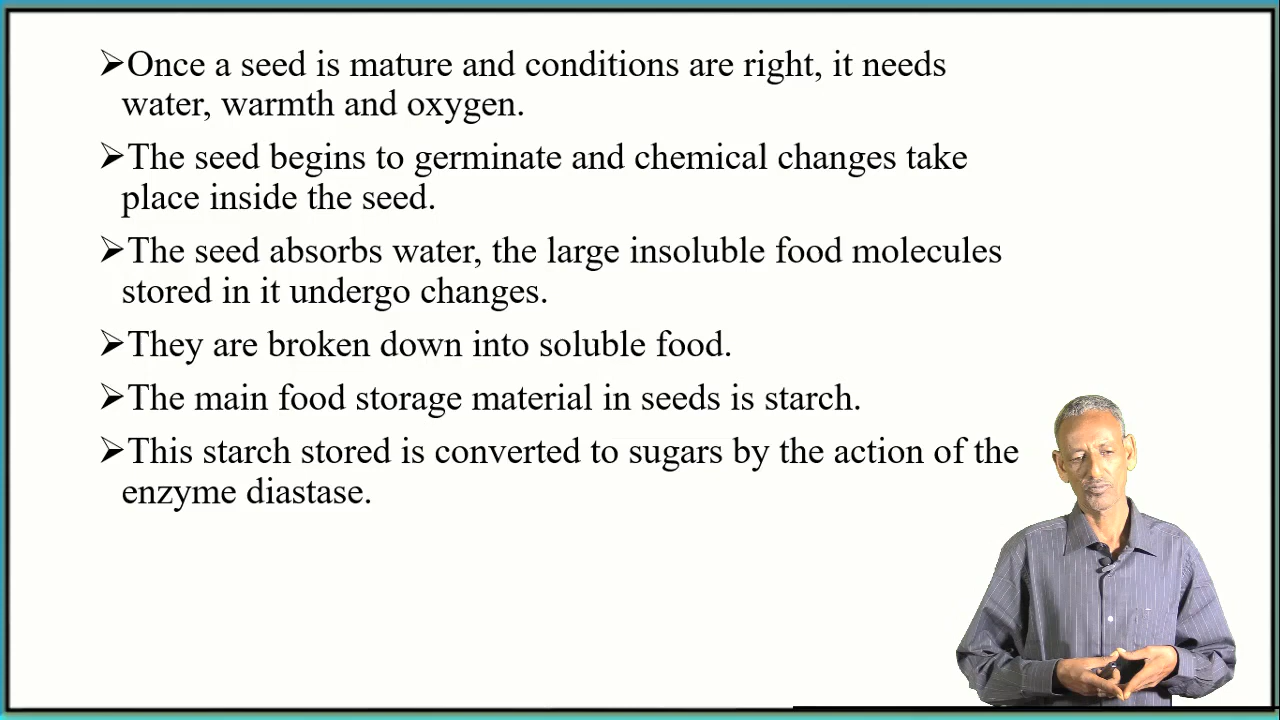 ➢Once a seed is mature and conditions are right, it needs
water, warmth and oxygen.
➢The seed begins to germinate and chemical changes take
place inside the seed.
➢The seed absorbs water, the large insoluble food molecules
stored in it undergo changes.
➢They are broken down into soluble food.
➢The main food storage material in seeds is starch.
➢This starch stored is converted to sugars by the action of the
enzyme diastase.